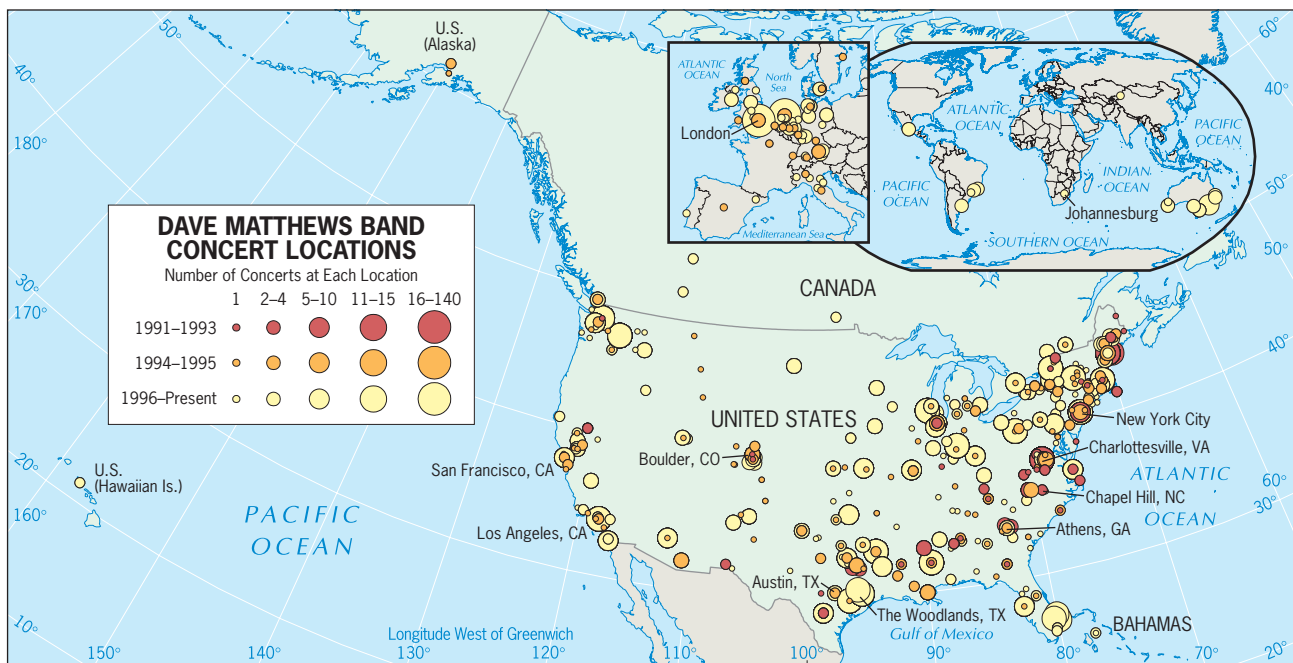 DAVE MATTHEWS BAND
CONCERT LOCATIONS
Number of Concerts at Each Location
1 2–4 5–10 11–15 16–140
1991–1993
1994–1995
1996–Present
U.S.
(Alaska)
50°
40°
180°
30°
170°
20°
160°
10°
U.S.
(Hawaiian Is.)
PACIFIC
OCEAN
ATLANTIC
OCEAN
North
Sea
London
Mediterranean Sea
ATLANTIC
OCEAN
PACIFIC
OCEAN
PACIFIC
OCEAN
INDIAN
OCEAN
Johannesburg
SOUTHERN OCEAN
60°
40°
50°
50°
40°
CANADA
UNITED STATES
New York City
Charlottesville, VA
ATLANTIC
OCEAN
60°
30°
Chapel Hill, NC
Athens, GA
San Francisco, CA
Boulder, CO
Los Angeles, CA
Austin, TX
The Woodlands, TX
Gulf of Mexico
BAHAMAS
Longitude West of Greenwich
150° 140° 130° 120° 110° 100° 90° 80° 70° 20°